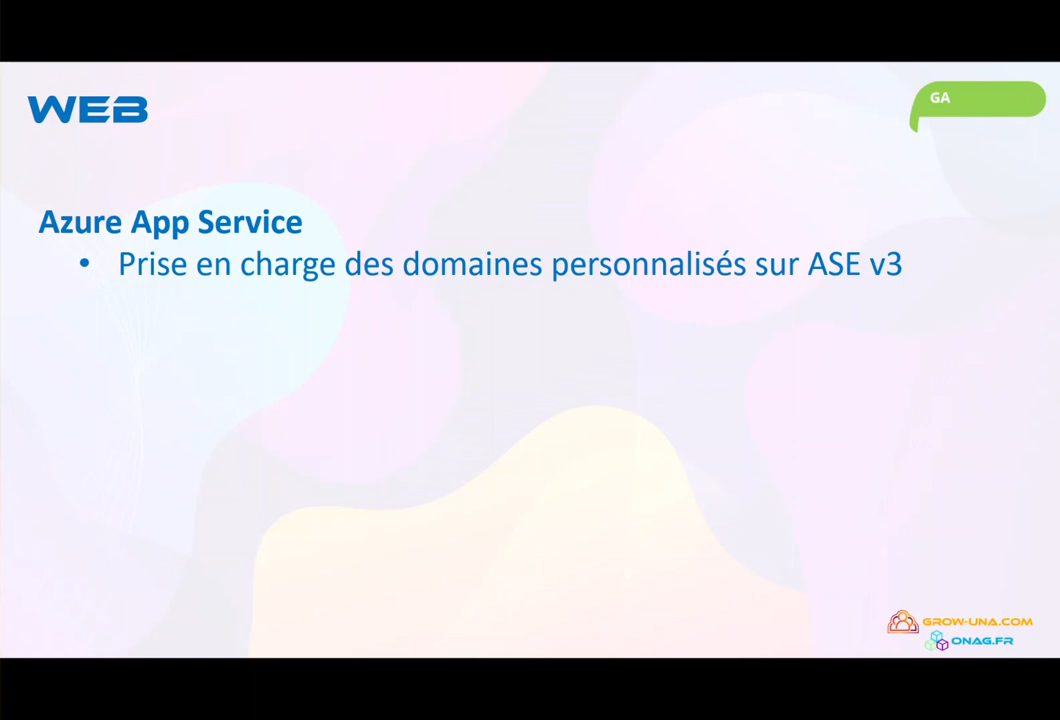 WEB
GA
Azure App Service
• Prise en charge des domaines personnalisés sur ASE v3
GROW-UNA.COM
ONAG.FR